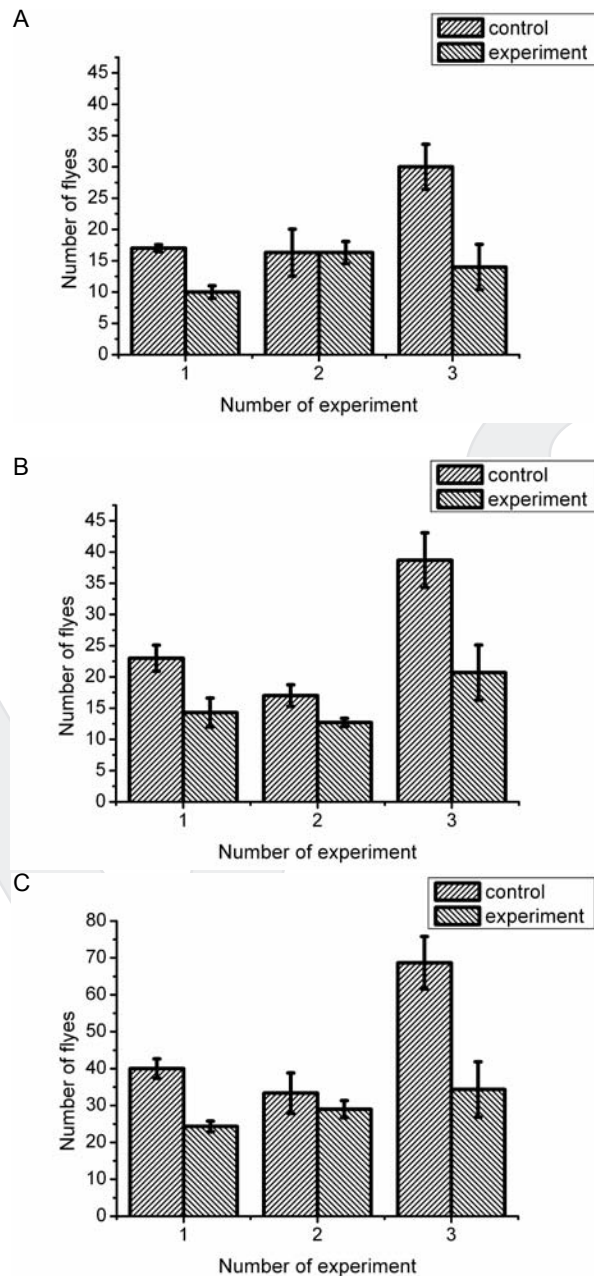 A
control
experiment
45
40
35
30
25
20
15
10
5
0
Number of flyes
1 2 3
Number of experiment
B
control
experiment
45
40
35
30
25
20
15
10
5
0
Number of flyes
1 2 3
Number of experiment
C
control
experiment
80
70
60
50
40
30
20
10
0
Number of flyes
1 2 3
Number of experiment